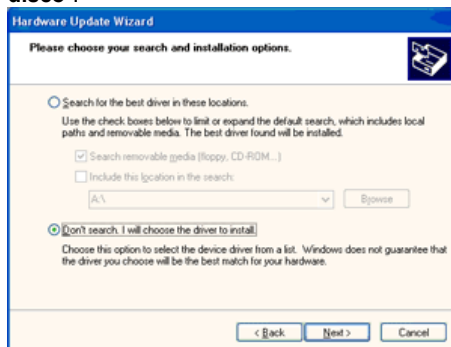 Hardware Update Wizard
Please choose your search and installation options.
Search for the best driver in these locations.
Use the check boxes below to limit or expand the default search, which includes local
paths and removable media. The best driver found will be installed.
Search removable media (floppy, CD-ROM...)
Include this location in the search:
A:\
Browse
Don't search. I will choose the driver to install.
Choose this option to select the device driver from a list. Windows does not guarantee that
the driver you choose will be the best match for your hardware.
< Back
Next >
Cancel